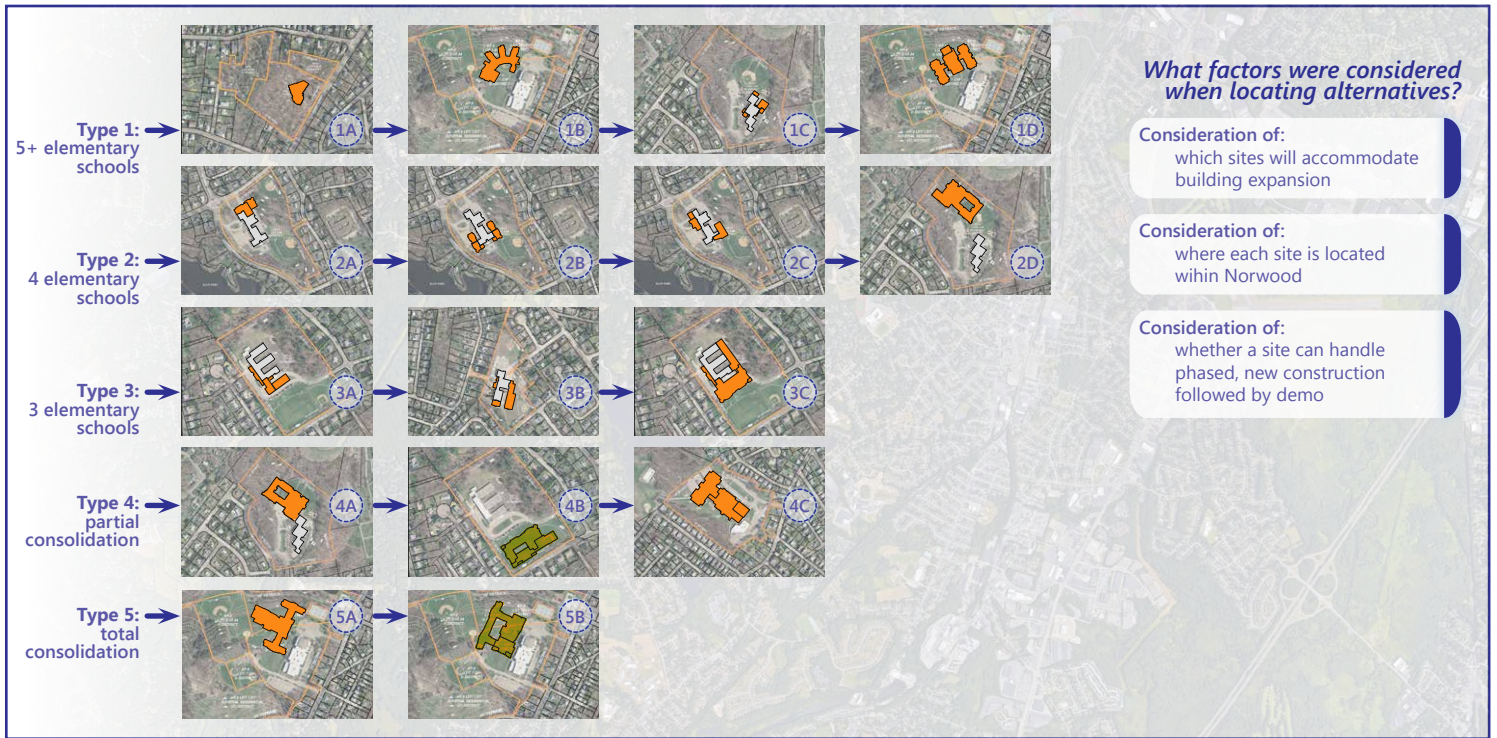 Type 1:
5+ elementary
schools
1A
1B
1C
1D
Type 2:
4 elementary
schools
2A
2B
2C
2D
Type 3:
3 elementary
schools
3A
3B
3C
Type 4:
partial
consolidation
4A
4B
4C
Type 5:
total
consolidation
5A
5B
What factors were considered
when locating alternatives?
Consideration of:
which sites will accommodate
building expansion
Consideration of:
where each site is located
wihin Norwood
Consideration of:
whether a site can handle
phased, new construction
followed by demo